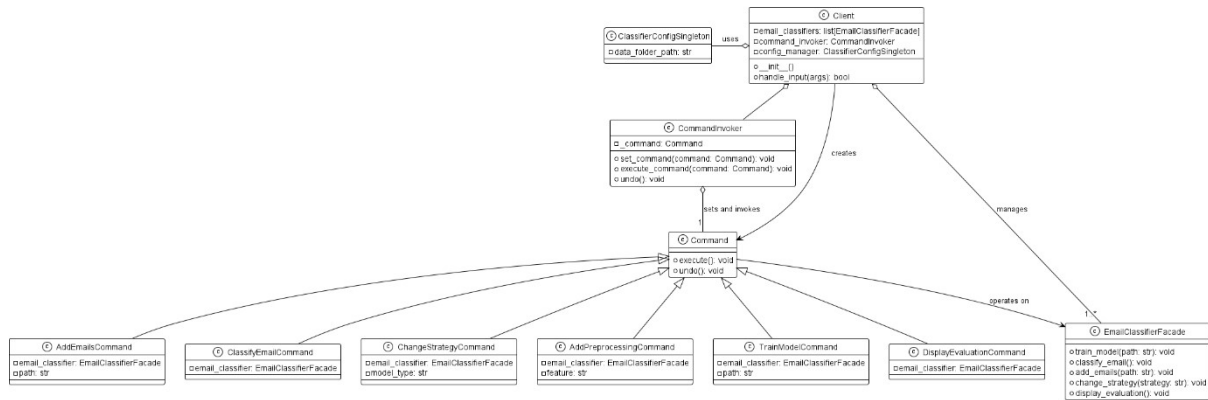 C Client
email_classifiers: list[EmailClassifierFacade]
command_invoker: CommandInvoker
config_manager: ClassifierConfigSingleton
__init__()
handle_input(args): bool
C ClassifierConfigSingleton
data_folder_path: str
uses
C CommandInvoker
_command: Command
set_command(command: Command): void
execute_command(command: Command): void
undo(): void
creates
sets and invokes
1
manages
C Command
execute(): void
undo(): void
operates on
1..*
C AddEmailsCommand
email_classifier: EmailClassifierFacade
path: str
C ClassifyEmailCommand
email_classifier: EmailClassifierFacade
C ChangeStrategyCommand
email_classifier: EmailClassifierFacade
model_type: str
C AddPreprocessingCommand
email_classifier: EmailClassifierFacade
feature: str
C TrainModelCommand
email_classifier: EmailClassifierFacade
path: str
C DisplayEvaluationCommand
email_classifier: EmailClassifierFacade
C EmailClassifierFacade
train_model(path: str): void
classify_email(): void
add_emails(path: str): void
change_strategy(strategy: str): void
display_evaluation(): void